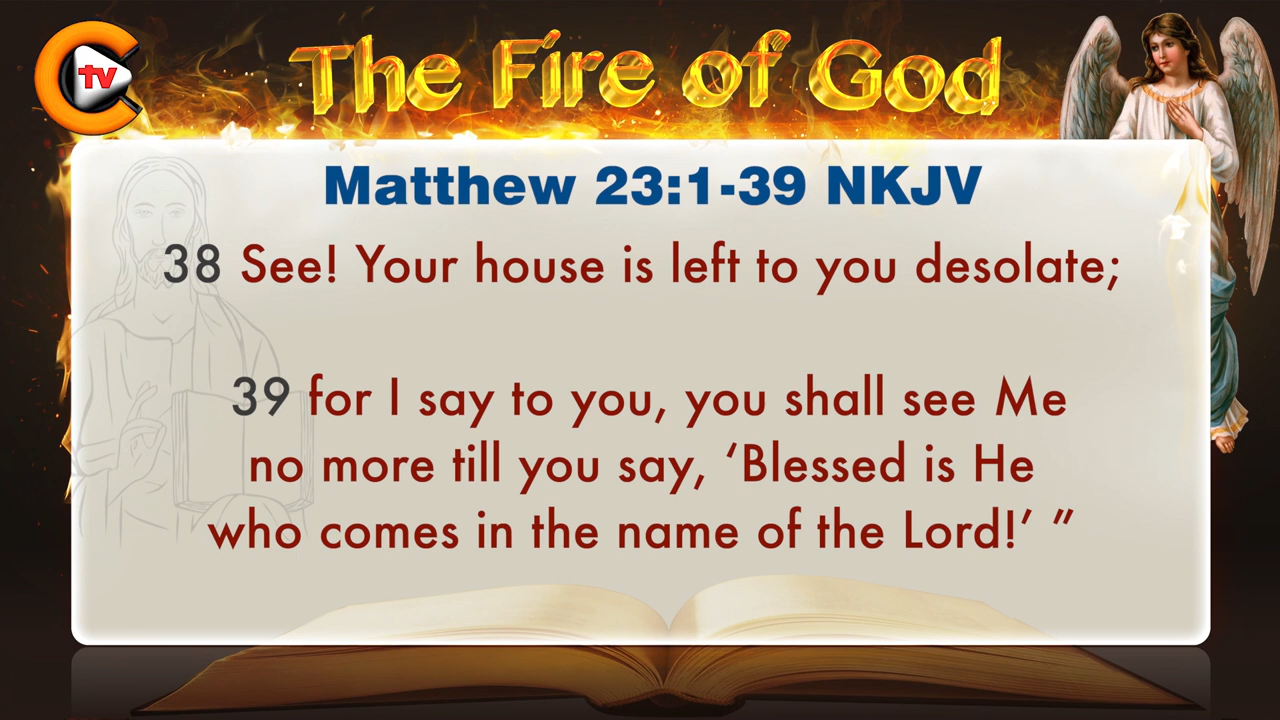 tv
The Fire of God
Matthew 23:1-39 NKJV
38 See! Your house is left to you desolate;
39 for I say to you, you shall see Me
no more till you say, ‘Blessed is He
who comes in the name of the Lord!’ ”